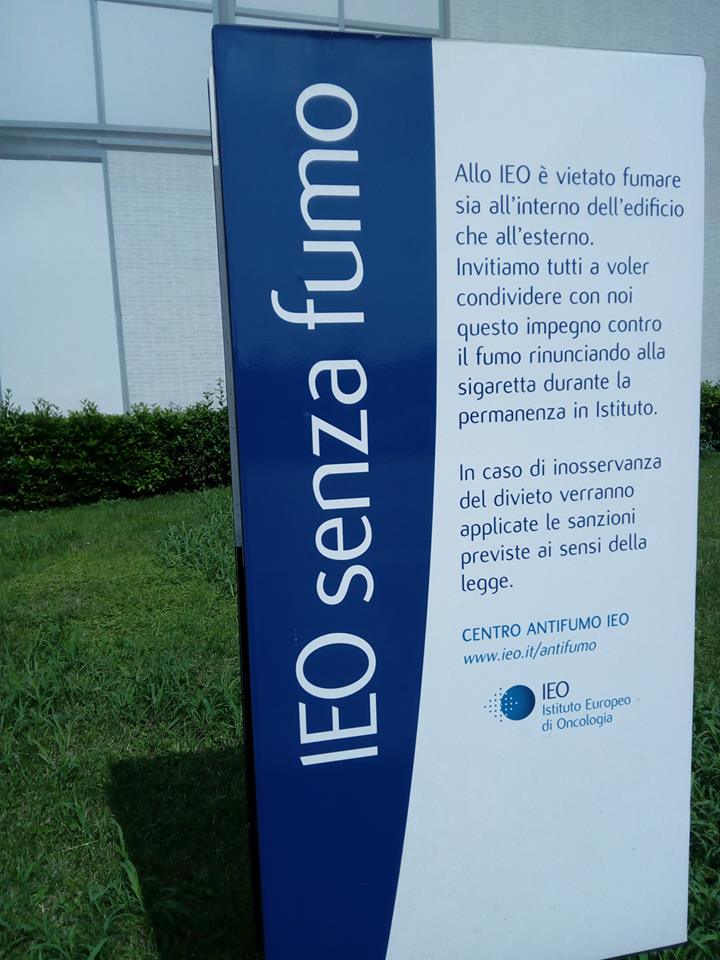 IEO senza fumo
Allo IEO è vietato fumare
sia all'interno dell'edificio
che all'esterno.
Invitiamo tutti a voler
condividere con noi
questo impegno contro
il fumo rinunciando alla
sigaretta durante la
permanenza in Istituto.
In caso di inosservanza
del divieto verranno
applicate le sanzioni
previste ai sensi della
legge.
CENTRO ANTIFUMO IEO
www.ieo.it/antifumo
IEO
Istituto Europeo
di Oncologia